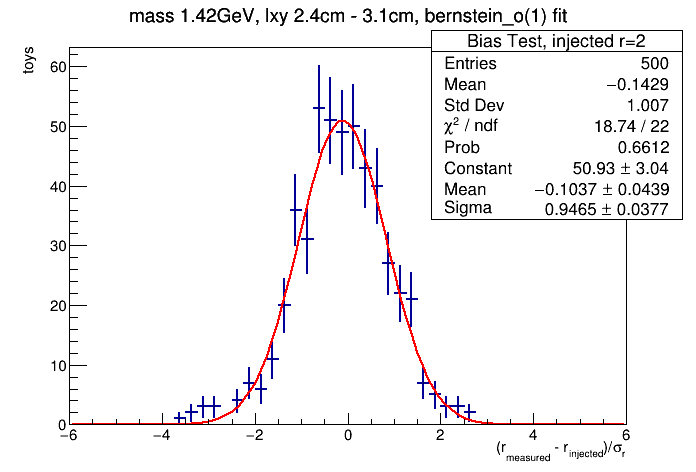 mass 1.42GeV, lxy 2.4cm - 3.1cm, bernstein_o(1) fit
Bias Test, injected r=2
Entries 500
Mean −0.1429
Std Dev 1.007
χ² / ndf 18.74 / 22
Prob 0.6612
Constant 50.93 ± 3.04
Mean −0.1037 ± 0.0439
Sigma 0.9465 ± 0.0377
toys
60
50
40
30
20
10
0
−6 −4 −2 0 2 4 6
(r_measured - r_injected)/σ_r